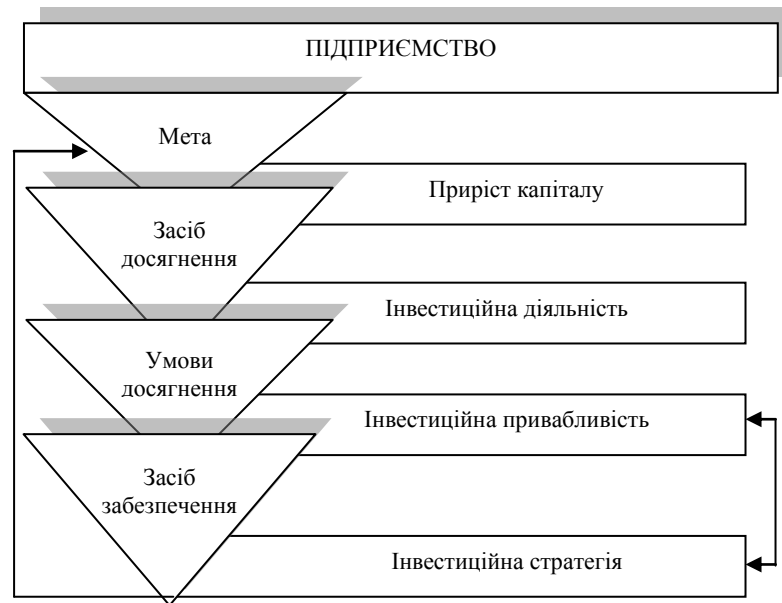 ПІДПРИЄМСТВО
Мета
Приріст капіталу
Засіб
досягнення
Інвестиційна діяльність
Умови
досягнення
Інвестиційна привабливість
Засіб
забезпечення
Інвестиційна стратегія